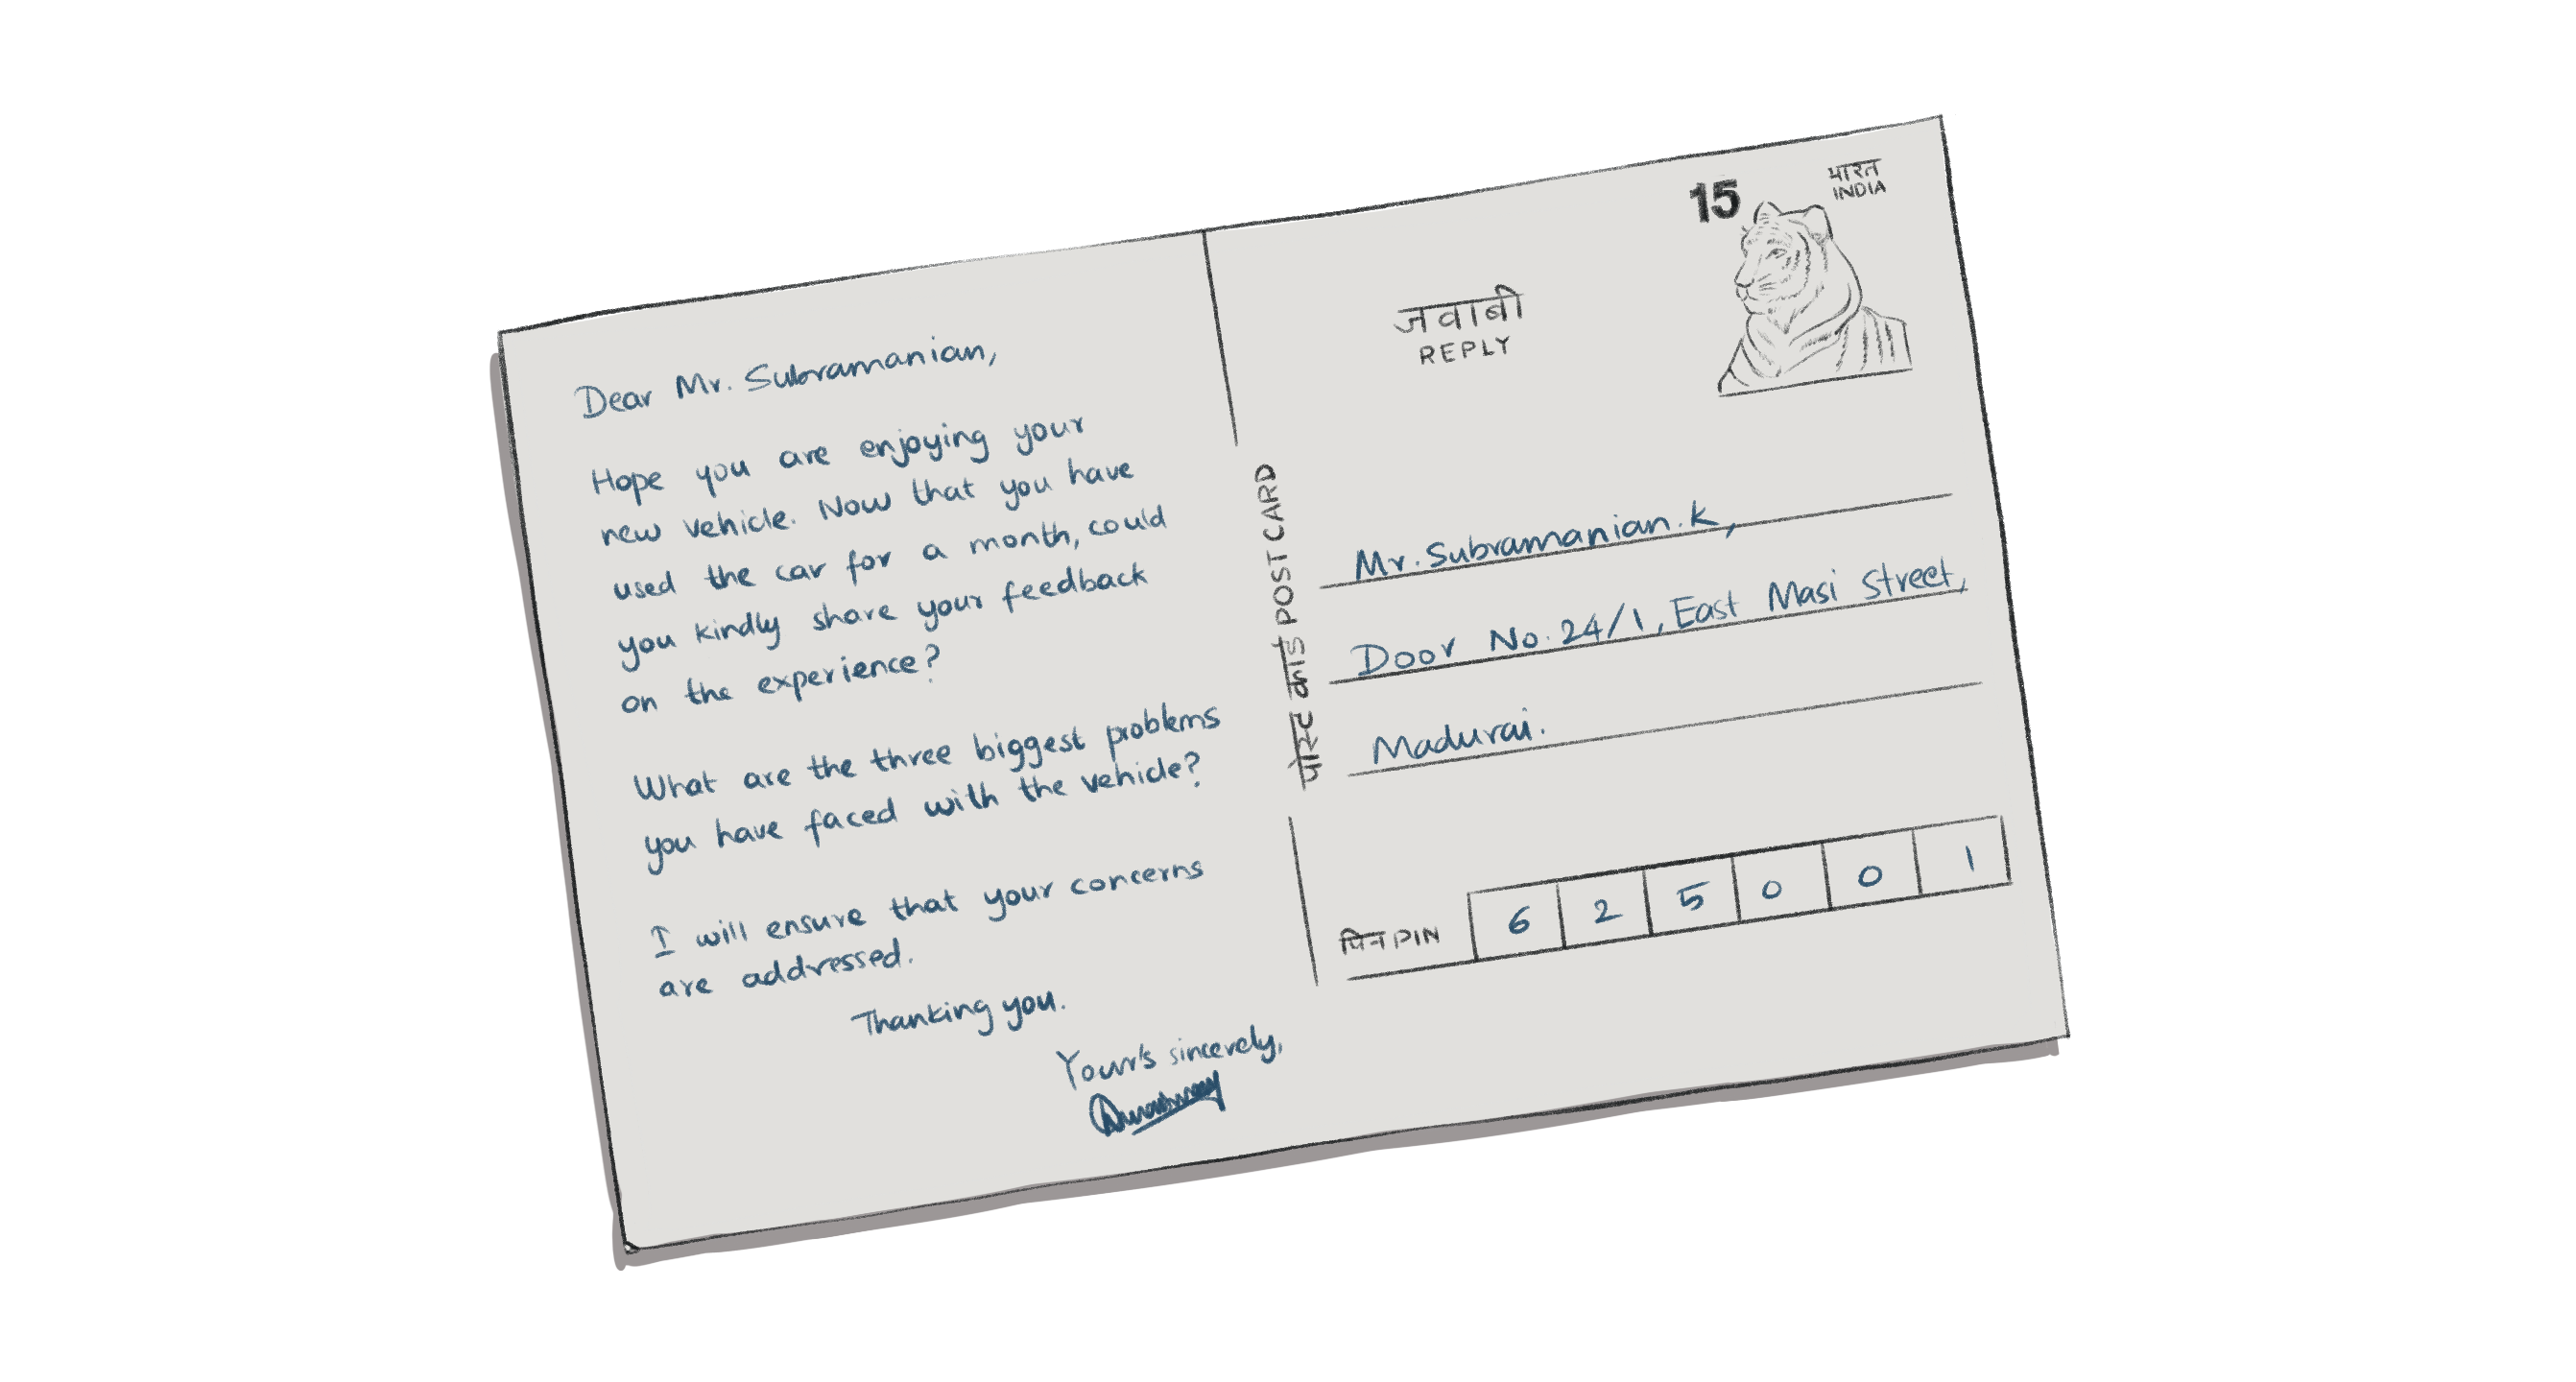 Dear Mr. Subramanian,
Hope you are enjoying your
new vehicle. Now that you have
used the car for a month, could
you kindly share your feedback
on the experience?
What are the three biggest problems
you have faced with the vehicle?
I will ensure that your concerns
are addressed.
Thanking you.
Your's sincerely,
पोस्ट कार्ड POST CARD
15
भारत
INDIA
जवाबी
REPLY
Mr. Subramanian. K,
Door No. 24/1, East Masi Street,
Madurai.
पिन PIN 6 2 5 0 0 1